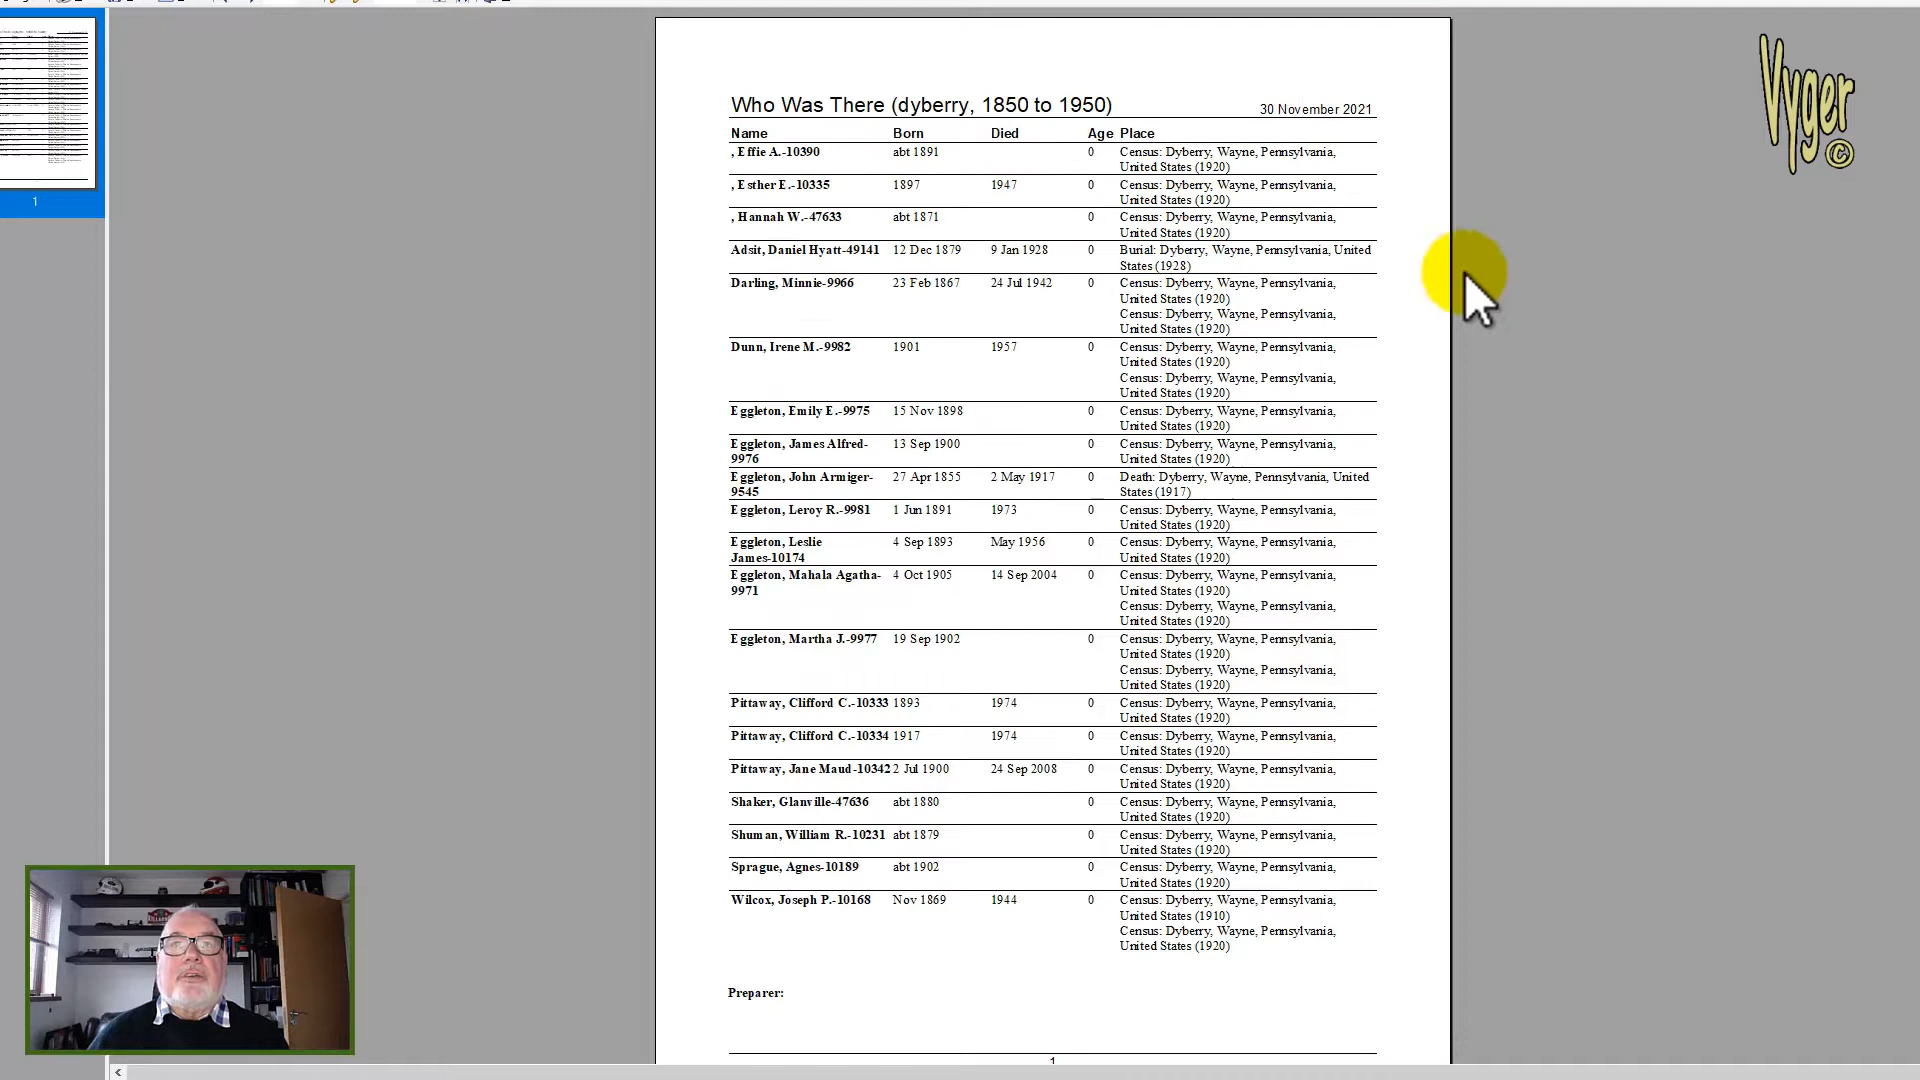 Vyger ©
Who Was There (dyberry, 1850 to 1950) 30 November 2021
Name Born Died Age Place
, Effie A.-10390 abt 1891 0 Census: Dyberry, Wayne, Pennsylvania,
United States (1920)
, Esther E.-10335 1897 1947 0 Census: Dyberry, Wayne, Pennsylvania,
United States (1920)
, Hannah W.-47633 abt 1871 0 Census: Dyberry, Wayne, Pennsylvania,
United States (1920)
Adsit, Daniel Hyatt-49141 12 Dec 1879 9 Jan 1928 0 Burial: Dyberry, Wayne, Pennsylvania, United
States (1928)
Darling, Minnie-9966 23 Feb 1867 24 Jul 1942 0 Census: Dyberry, Wayne, Pennsylvania,
United States (1920)
Census: Dyberry, Wayne, Pennsylvania,
United States (1920)
Dunn, Irene M.-9982 1901 1957 0 Census: Dyberry, Wayne, Pennsylvania,
United States (1920)
Census: Dyberry, Wayne, Pennsylvania,
United States (1920)
Eggleton, Emily E.-9975 15 Nov 1898 0 Census: Dyberry, Wayne, Pennsylvania,
United States (1920)
Eggleton, James Alfred- 13 Sep 1900 0 Census: Dyberry, Wayne, Pennsylvania,
9976 United States (1920)
Eggleton, John Armiger- 27 Apr 1855 2 May 1917 0 Death: Dyberry, Wayne, Pennsylvania, United
9545 States (1917)
Eggleton, Leroy R.-9981 1 Jun 1891 1973 0 Census: Dyberry, Wayne, Pennsylvania,
United States (1920)
Eggleton, Leslie 4 Sep 1893 May 1956 0 Census: Dyberry, Wayne, Pennsylvania,
James-10174 United States (1920)
Eggleton, Mahala Agatha- 4 Oct 1905 14 Sep 2004 0 Census: Dyberry, Wayne, Pennsylvania,
9971 United States (1920)
Census: Dyberry, Wayne, Pennsylvania,
United States (1920)
Eggleton, Martha J.-9977 19 Sep 1902 0 Census: Dyberry, Wayne, Pennsylvania,
United States (1920)
Census: Dyberry, Wayne, Pennsylvania,
United States (1920)
Pittaway, Clifford C.-10333 1893 1974 0 Census: Dyberry, Wayne, Pennsylvania,
United States (1920)
Pittaway, Clifford C.-10334 1917 1974 0 Census: Dyberry, Wayne, Pennsylvania,
United States (1920)
Pittaway, Jane Maud-10342 2 Jul 1900 24 Sep 2008 0 Census: Dyberry, Wayne, Pennsylvania,
United States (1920)
Shaker, Glanville-47636 abt 1880 0 Census: Dyberry, Wayne, Pennsylvania,
United States (1920)
Shuman, William R.-10231 abt 1879 0 Census: Dyberry, Wayne, Pennsylvania,
United States (1920)
Sprague, Agnes-10189 abt 1902 0 Census: Dyberry, Wayne, Pennsylvania,
United States (1920)
Wilcox, Joseph P.-10168 Nov 1869 1944 0 Census: Dyberry, Wayne, Pennsylvania,
United States (1910)
Census: Dyberry, Wayne, Pennsylvania,
United States (1920)
Preparer:
1
1